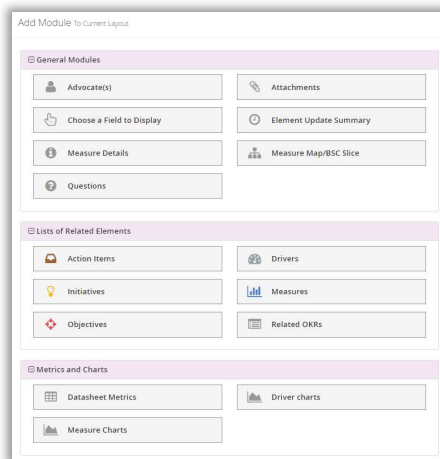 Add Module To Current Layout
General Modules
Advocate(s) Attachments
Choose a Field to Display Element Update Summary
Measure Details Measure Map/BSC Slice
Questions
Lists of Related Elements
Action Items Drivers
Initiatives Measures
Objectives Related OKRs
Metrics and Charts
Datasheet Metrics Driver charts
Measure Charts